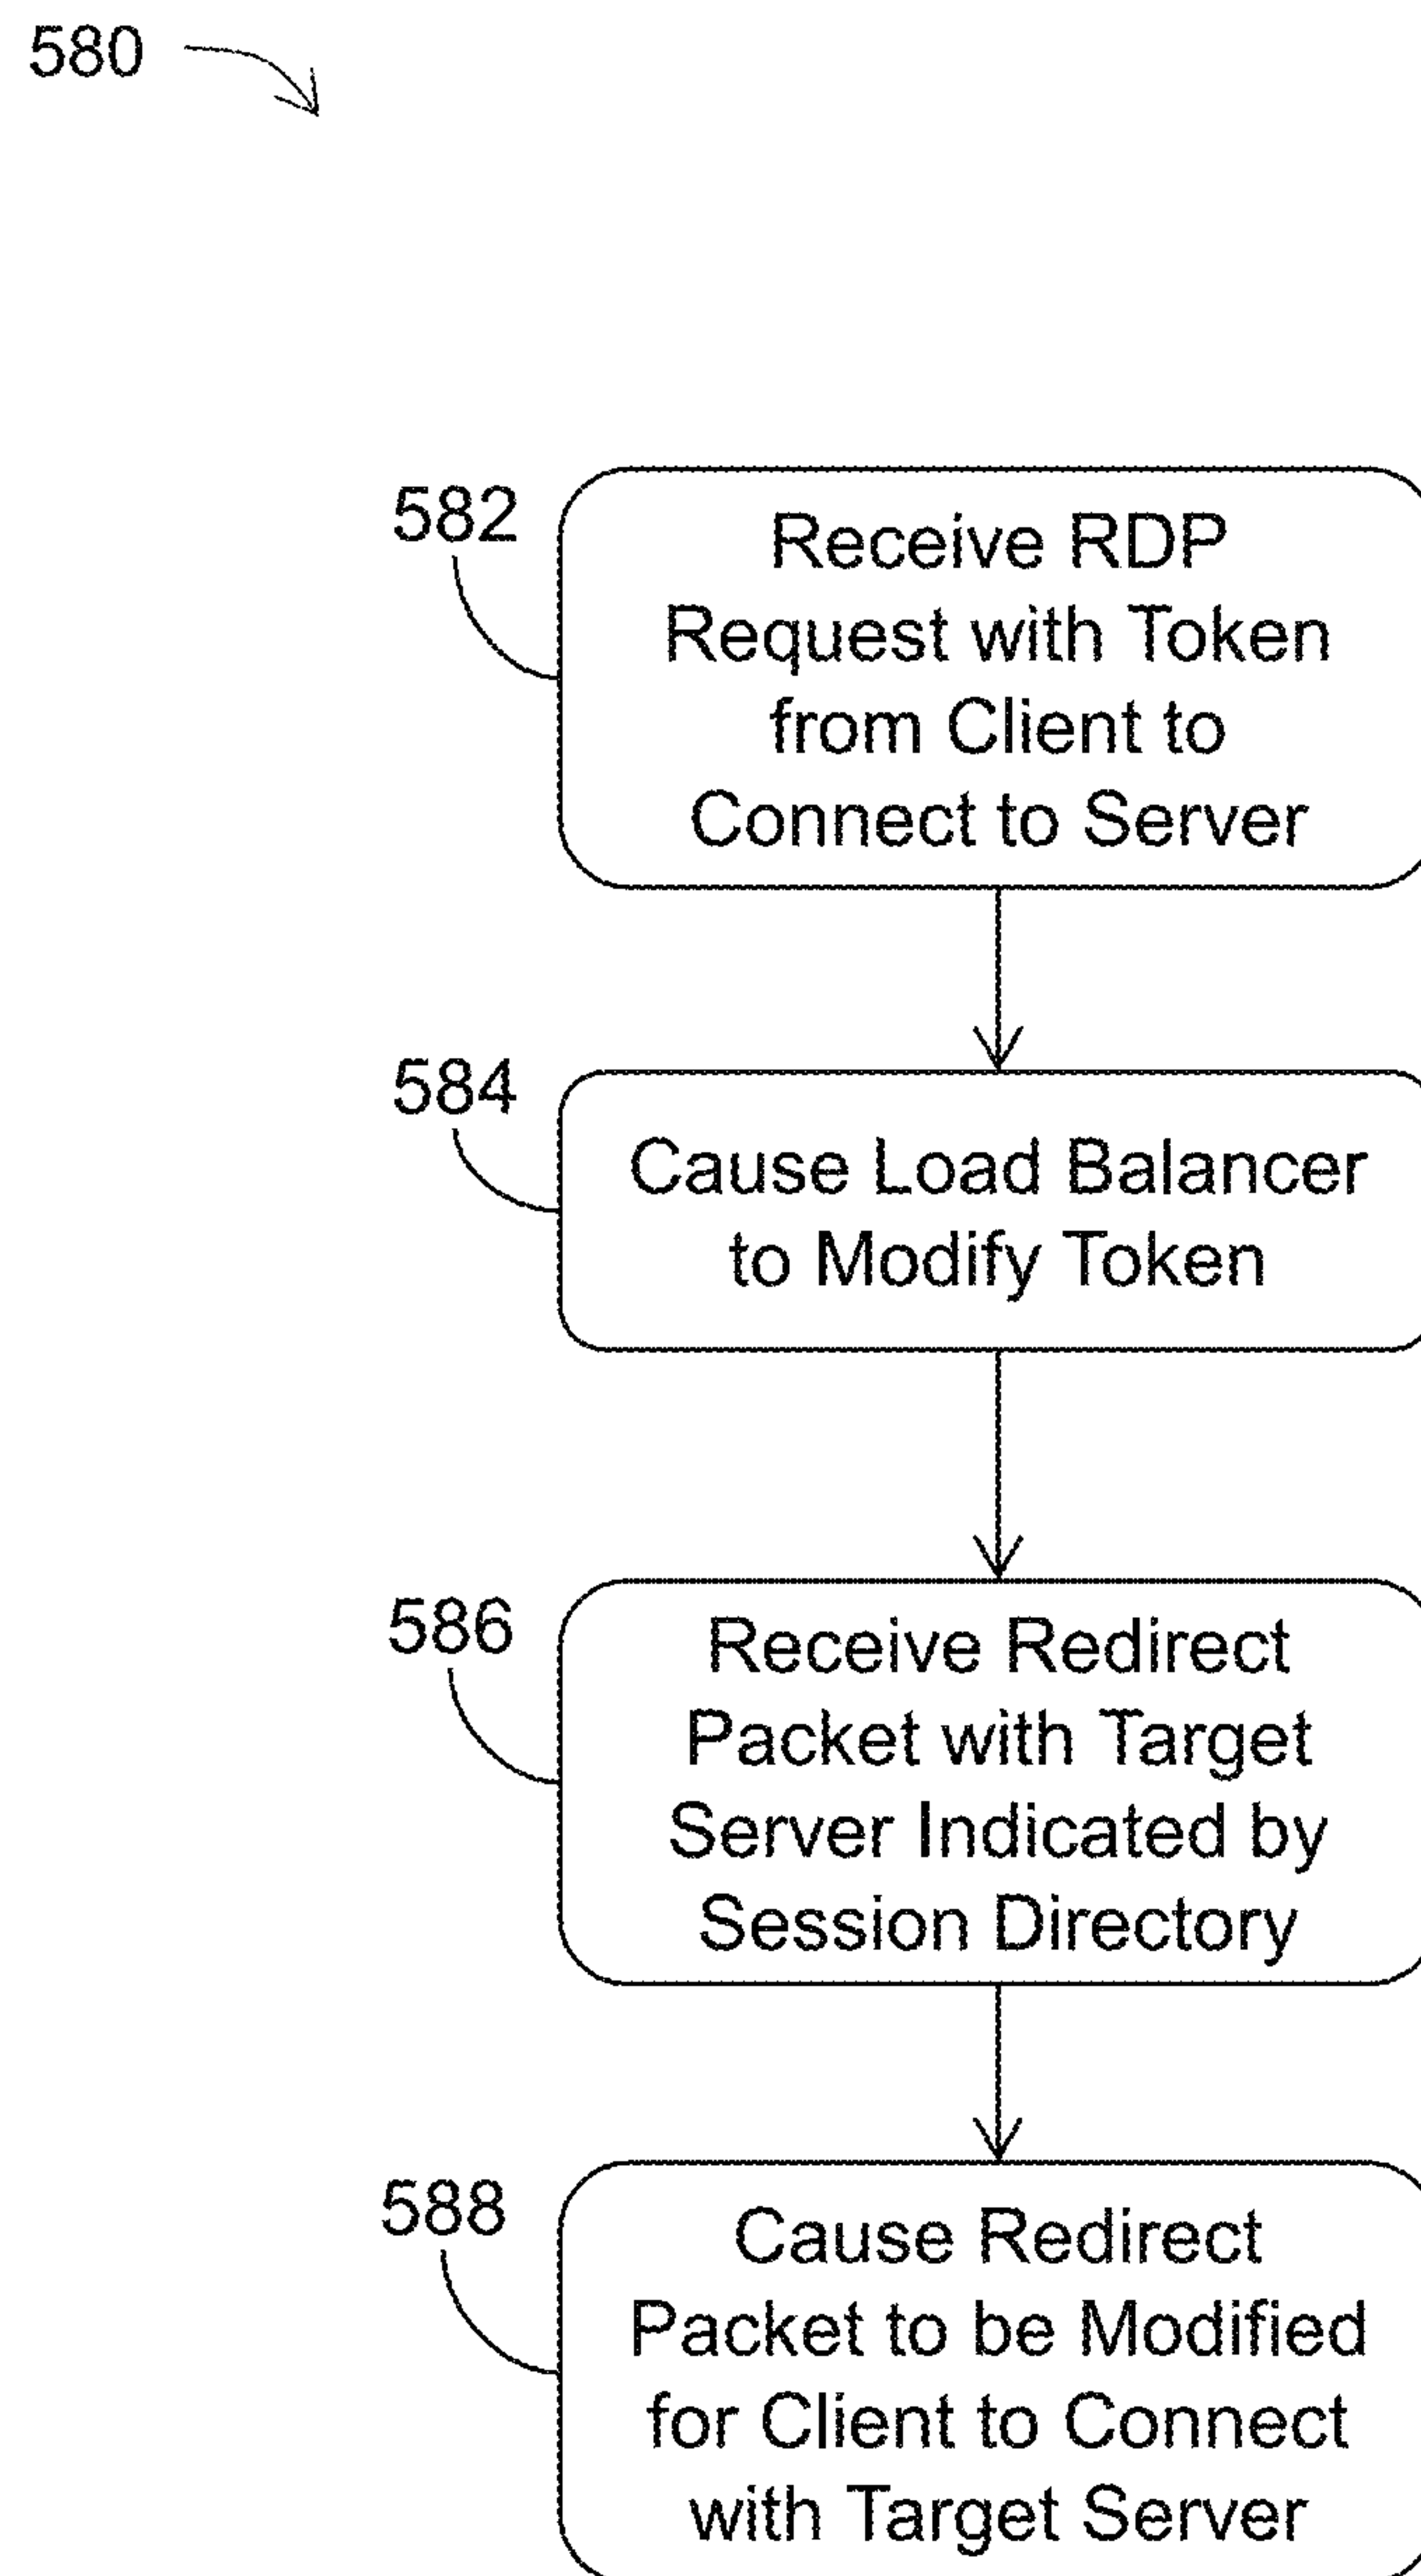 580
582
Receive RDP
Request with Token
from Client to
Connect to Server
584
Cause Load Balancer
to Modify Token
586
Receive Redirect
Packet with Target
Server Indicated by
Session Directory
588
Cause Redirect
Packet to be Modified
for Client to Connect
with Target Server